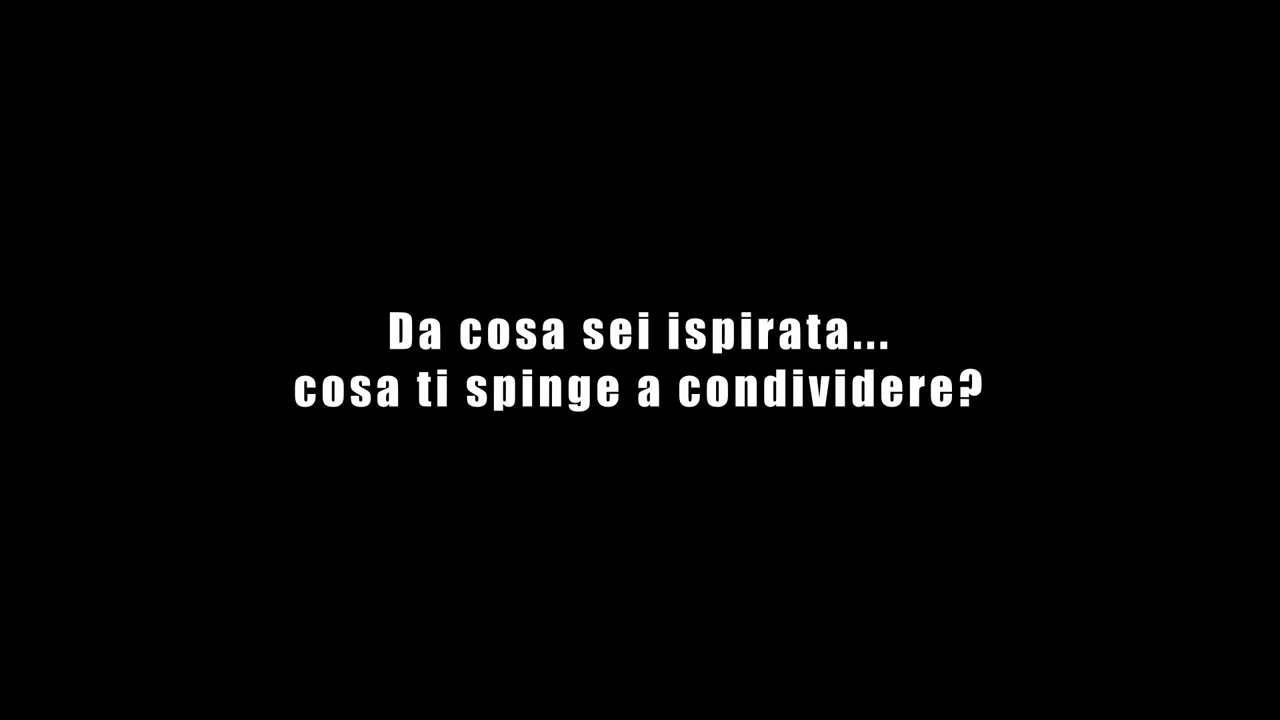 Da cosa sei ispirata...
cosa ti spinge a condividere?